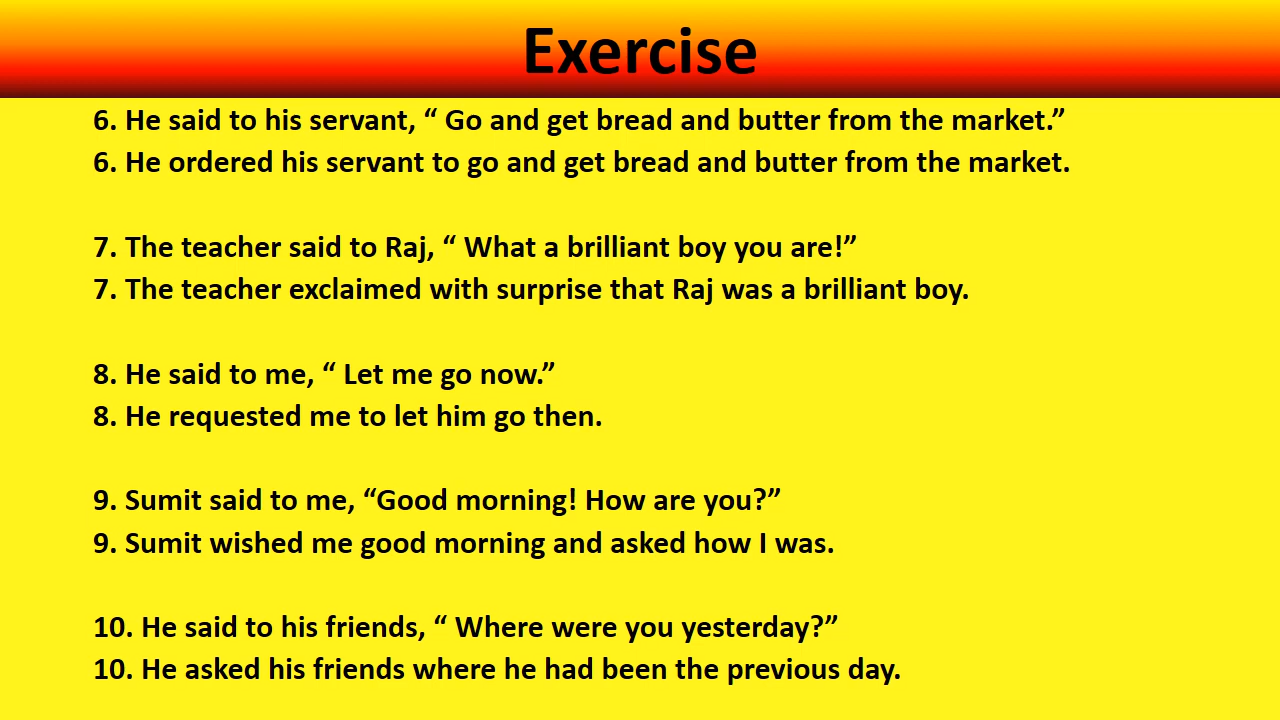 Exercise
6. He said to his servant, “ Go and get bread and butter from the market.”
6. He ordered his servant to go and get bread and butter from the market.
7. The teacher said to Raj, “ What a brilliant boy you are!”
7. The teacher exclaimed with surprise that Raj was a brilliant boy.
8. He said to me, “ Let me go now.”
8. He requested me to let him go then.
9. Sumit said to me, “Good morning! How are you?”
9. Sumit wished me good morning and asked how I was.
10. He said to his friends, “ Where were you yesterday?”
10. He asked his friends where he had been the previous day.